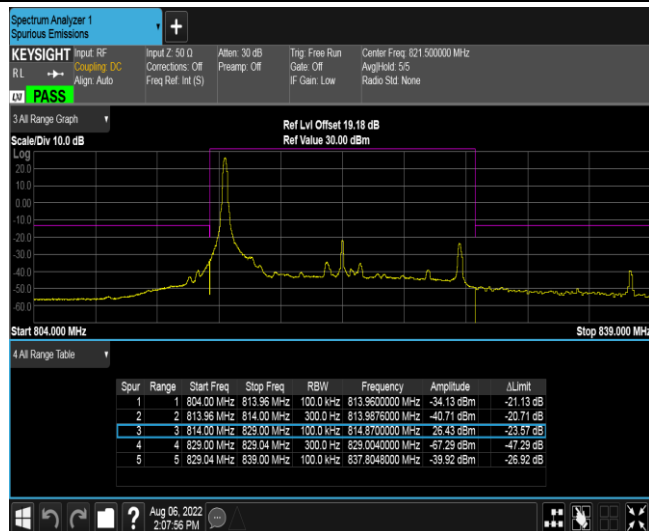 Spectrum Analyzer 1
Spurious Emissions
+
KEYSIGHT Input: RF Input Z: 50 Ω Atten: 30 dB Trig: Free Run Center Freq: 821.500000 MHz
RL Coupling: DC Corrections: Off Preamp: Off Gate: Off Avg|Hold: 5/5
Align: Auto Freq Ref: Int (S) IF Gain: Low Radio Std: None
LXI PASS
3 All Range Graph
Ref Lvl Offset 19.18 dB
Scale/Div 10.0 dB Ref Value 30.00 dBm
Log
20.0
10.0
0.00
-10.0
-20.0
-30.0
-40.0
-50.0
-60.0
Start 804.000 MHz Stop 839.000 MHz
4 All Range Table
Spur Range Start Freq Stop Freq RBW Frequency Amplitude ΔLimit
1 1 804.00 MHz 813.96 MHz 100.0 kHz 813.9600000 MHz -34.13 dBm -21.13 dB
2 2 813.96 MHz 814.00 MHz 300.0 Hz 813.9876000 MHz -40.71 dBm -20.71 dB
3 3 814.00 MHz 829.00 MHz 100.0 kHz 814.8700000 MHz 26.43 dBm -23.57 dB
4 4 829.00 MHz 829.04 MHz 300.0 Hz 829.0040000 MHz -67.29 dBm -47.29 dB
5 5 829.04 MHz 839.00 MHz 100.0 kHz 837.8048000 MHz -39.92 dBm -26.92 dB
? Aug 06, 2022
2:07:56 PM